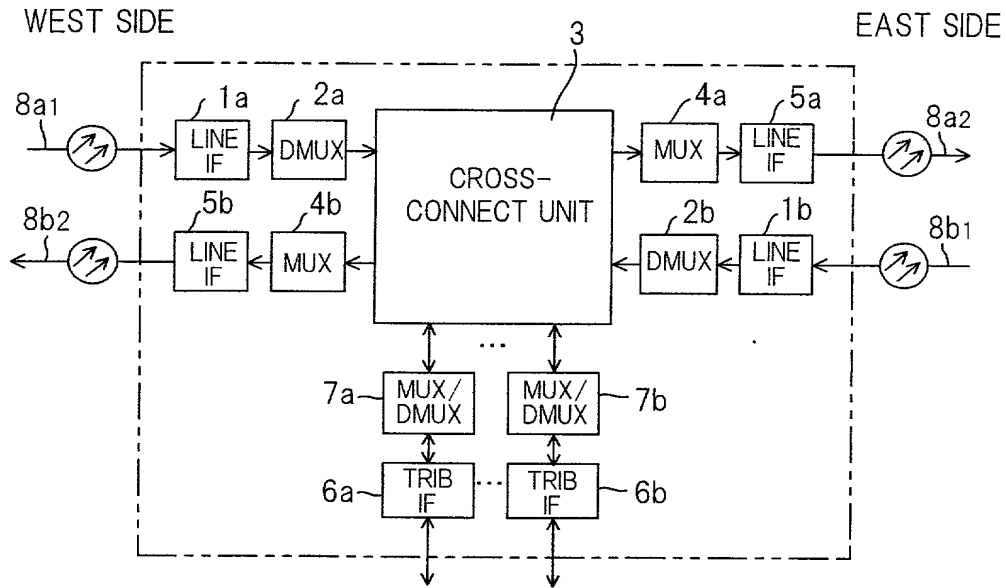 WEST SIDE
3
EAST SIDE
8a1
1a
2a
4a
5a
8a2
LINE
IF
DMUX
MUX
LINE
IF
CROSS-
CONNECT UNIT
8b2
5b
4b
2b
1b
8b1
LINE
IF
MUX
DMUX
LINE
IF
...
7a
MUX/
DMUX
MUX/
DMUX
7b
6a
TRIB
IF
...
TRIB
IF
6b